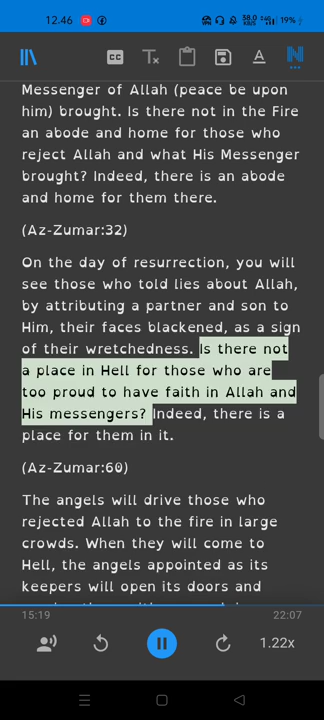 12.46
19%
CC
Messenger of Allah (peace be upon
him) brought. Is there not in the Fire
an abode and home for those who
reject Allah and what His Messenger
brought? Indeed, there is an abode
and home for them there.
(Az-Zumar:32)
On the day of resurrection, you will
see those who told lies about Allah,
by attributing a partner and son to
Him, their faces blackened, as a sign
of their wretchedness. Is there not
a place in Hell for those who are
too proud to have faith in Allah and
His messengers? Indeed, there is a
place for them in it.
(Az-Zumar:60)
The angels will drive those who
rejected Allah to the fire in large
crowds. When they will come to
Hell, the angels appointed as its
keepers will open its doors and
15:19
22:07
1.22x